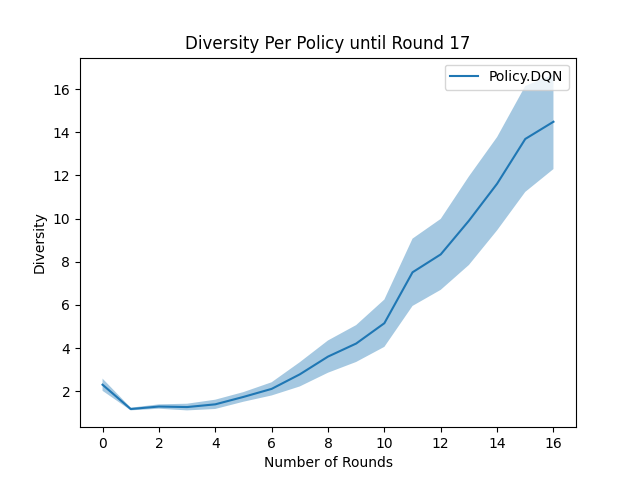 Diversity Per Policy until Round 17
Policy.DQN
16
14
12
10
8
6
4
2
Diversity
0 2 4 6 8 10 12 14 16
Number of Rounds